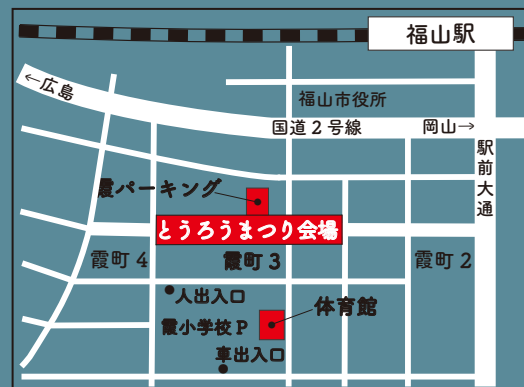 福山駅
←広島
福山市役所
国道２号線
岡山→
駅前大通
霞パーキング
とうろうまつり会場
霞町４
霞町３
霞町２
人出入口
体育館
霞小学校Ｐ
車出入口